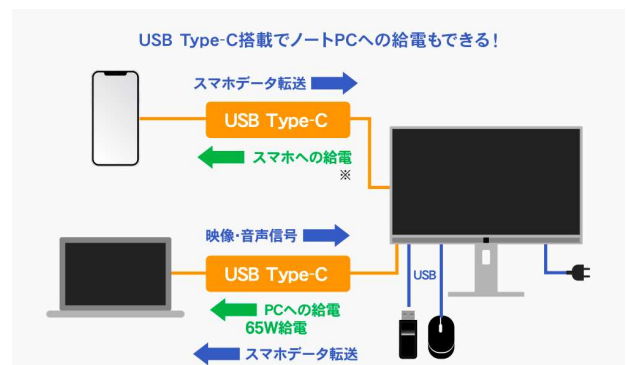 USB Type-C搭載でノートPCへの給電もできる!
スマホデータ転送
USB Type-C
スマホへの給電
※
映像・音声信号
USB Type-C
USB
PCへの給電
65W給電
スマホデータ転送